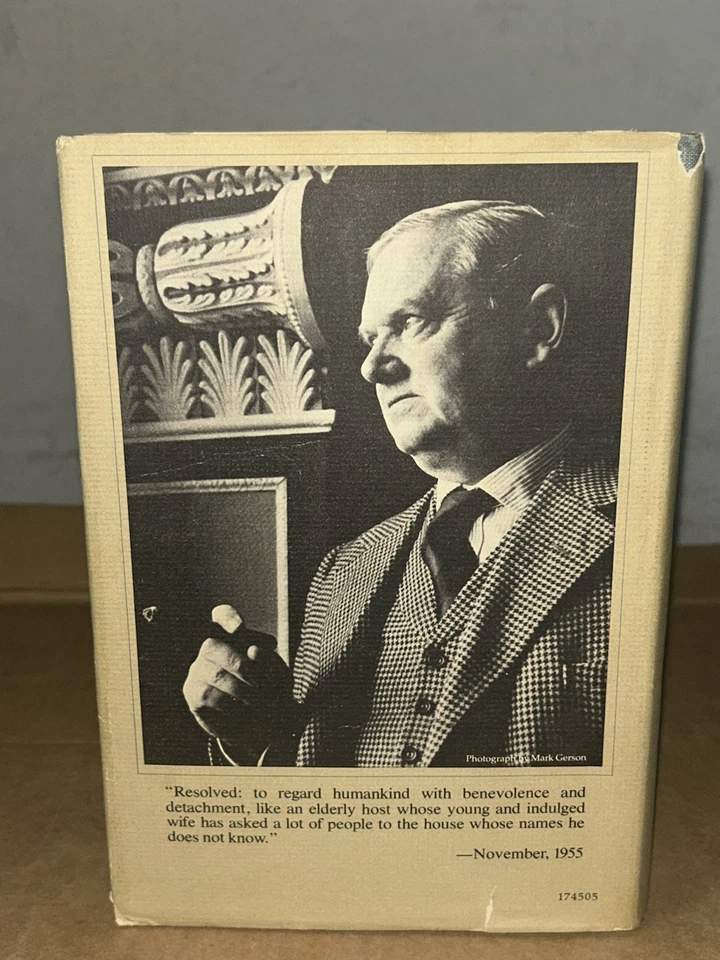 Photograph by Mark Gerson
“Resolved: to regard humankind with benevolence and
detachment, like an elderly host whose young and indulged
wife has asked a lot of people to the house whose names he
does not know.”
—November, 1955
174505